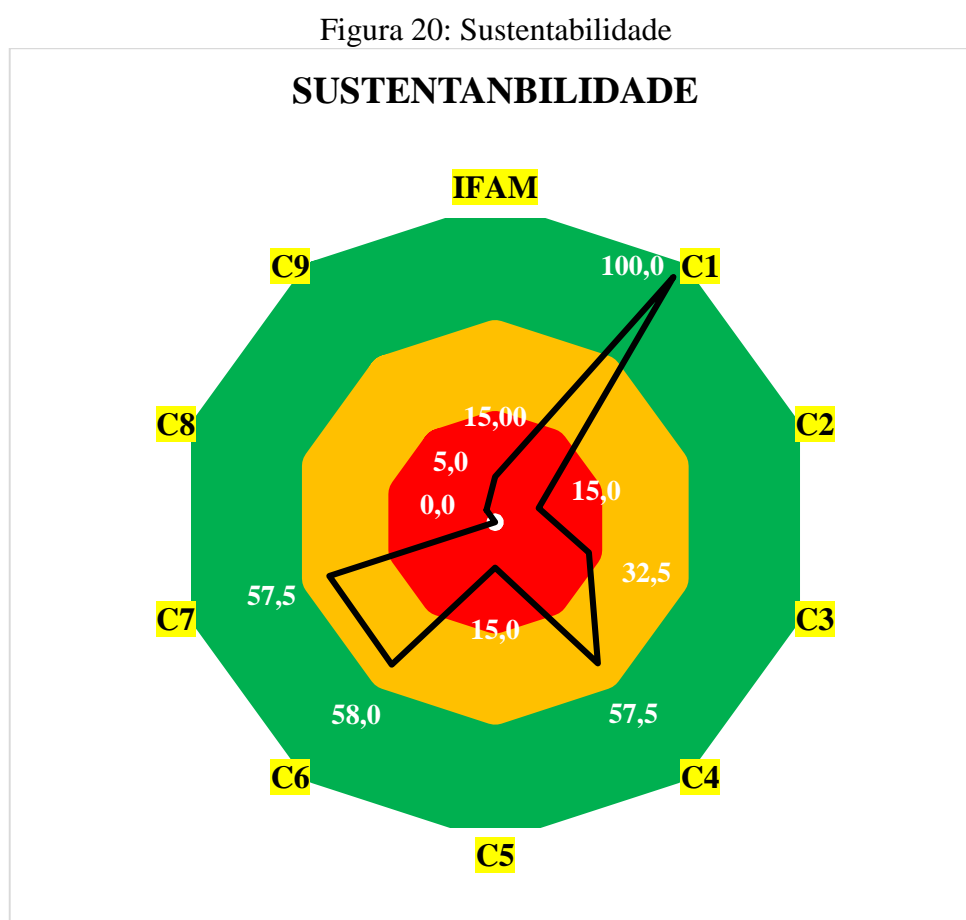 Figura 20: Sustentabilidade
SUSTENTANBILIDADE
IFAM
C9
100,0
C1
15,00
C8
5,0
C2
0,0
15,0
32,5
57,5
C7
C3
15,0
58,0
57,5
C6
C4
C5